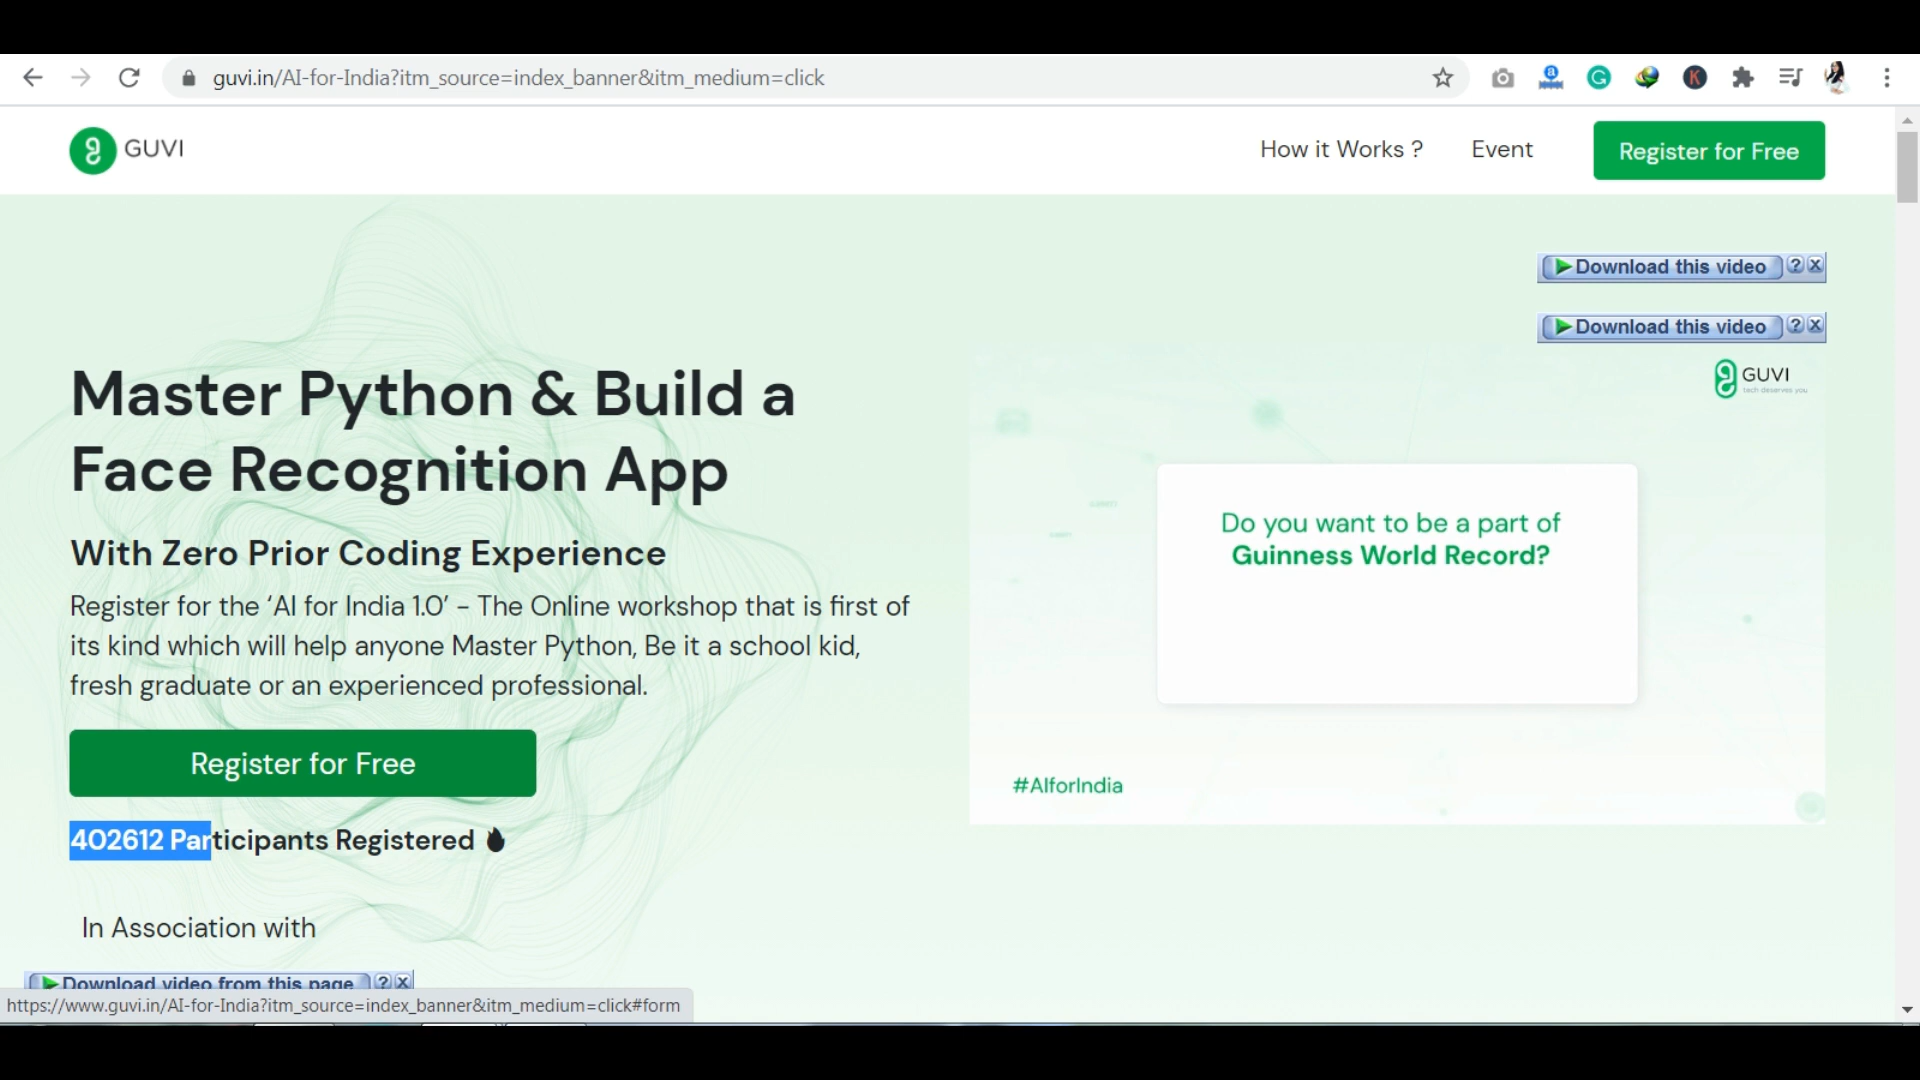 guvi.in/AI-for-India?itm_source=index_banner&itm_medium=click
GUVI
How it Works ?
Event
Register for Free
Download this video
Download this video
GUVI
tech deserves you
Master Python & Build a
Face Recognition App
With Zero Prior Coding Experience
Register for the ‘AI for India 1.0’ – The Online workshop that is first of
its kind which will help anyone Master Python, Be it a school kid,
fresh graduate or an experienced professional.
Register for Free
402612 Participants Registered
Do you want to be a part of
Guinness World Record?
#AIforIndia
In Association with
Download video from this page
https://www.guvi.in/AI-for-India?itm_source=index_banner&itm_medium=click#form